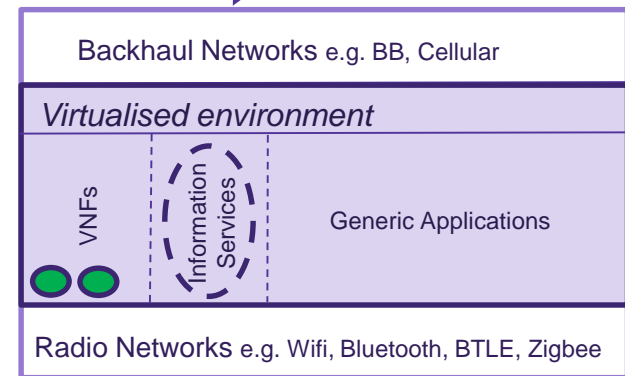 Backhaul Networks e.g. BB, Cellular
Virtualised environment
VNFs
Information
Services
Generic Applications
Radio Networks e.g. Wifi, Bluetooth, BTLE, Zigbee